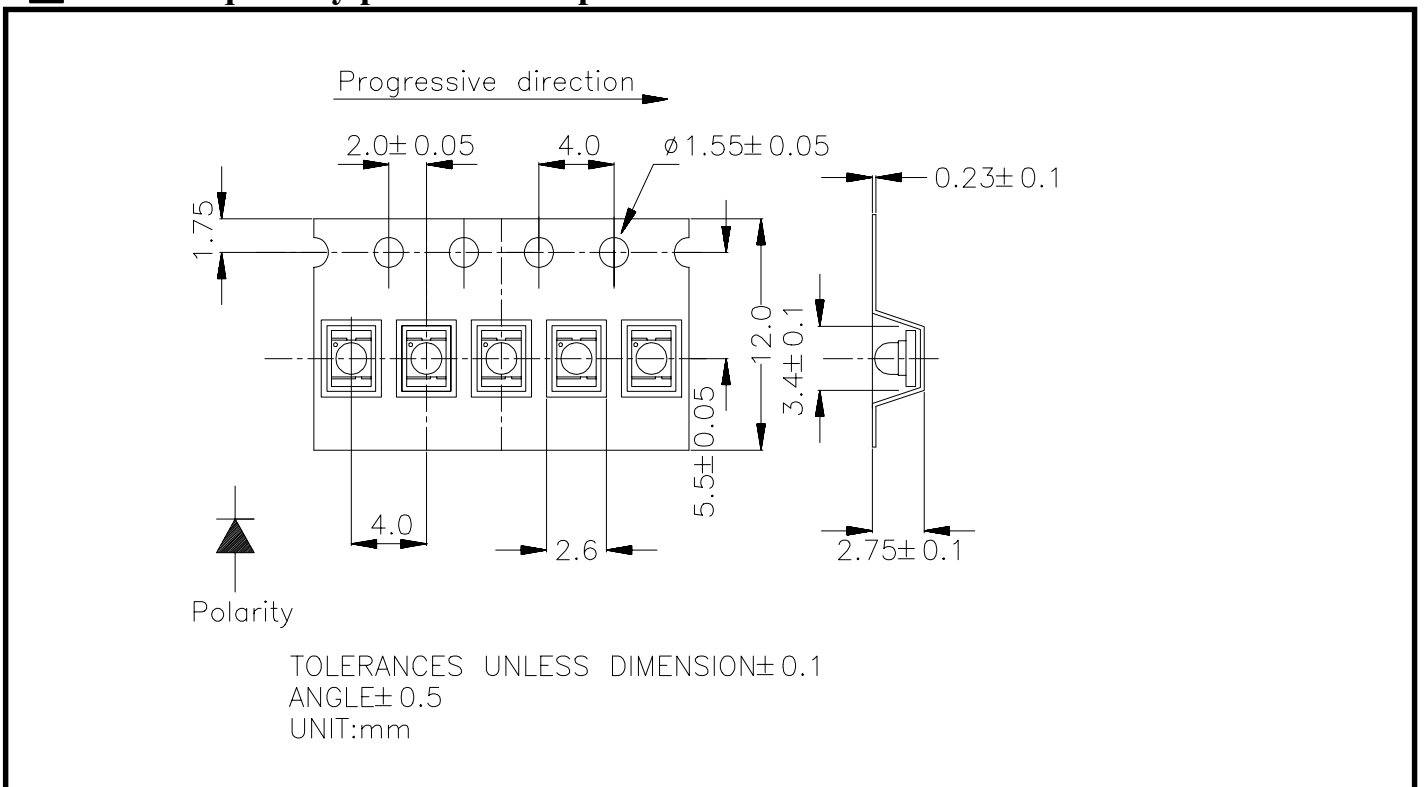 Progressive direction
2.0±0.05
4.0
ø1.55±0.05
0.23±0.1
1.75
12.0
3.4±0.1
5.5±0.05
4.0
2.6
2.75±0.1
Polarity
TOLERANCES UNLESS DIMENSION±0.1
ANGLE±0.5
UNIT:mm